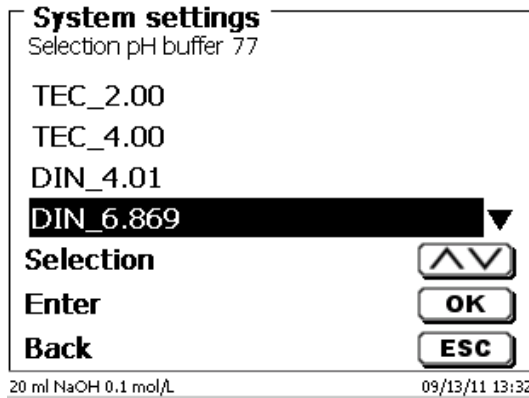 System settings
Selection pH buffer 77
TEC_2.00
TEC_4.00
DIN_4.01
DIN_6.869
Selection
Enter OK
Back ESC
20 ml NaOH 0.1 mol/L 09/13/11 13:32